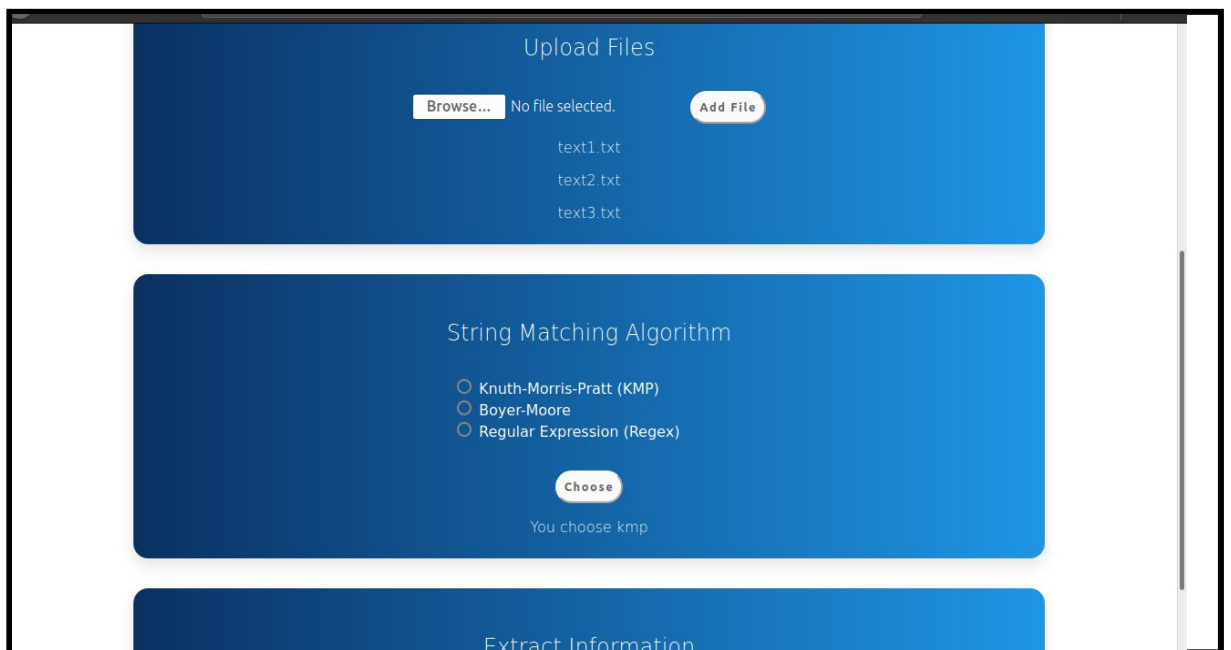 Upload Files
Browse... No file selected. Add File
text1.txt
text2.txt
text3.txt
String Matching Algorithm
Knuth-Morris-Pratt (KMP)
Boyer-Moore
Regular Expression (Regex)
Choose
You choose kmp
Extract Information